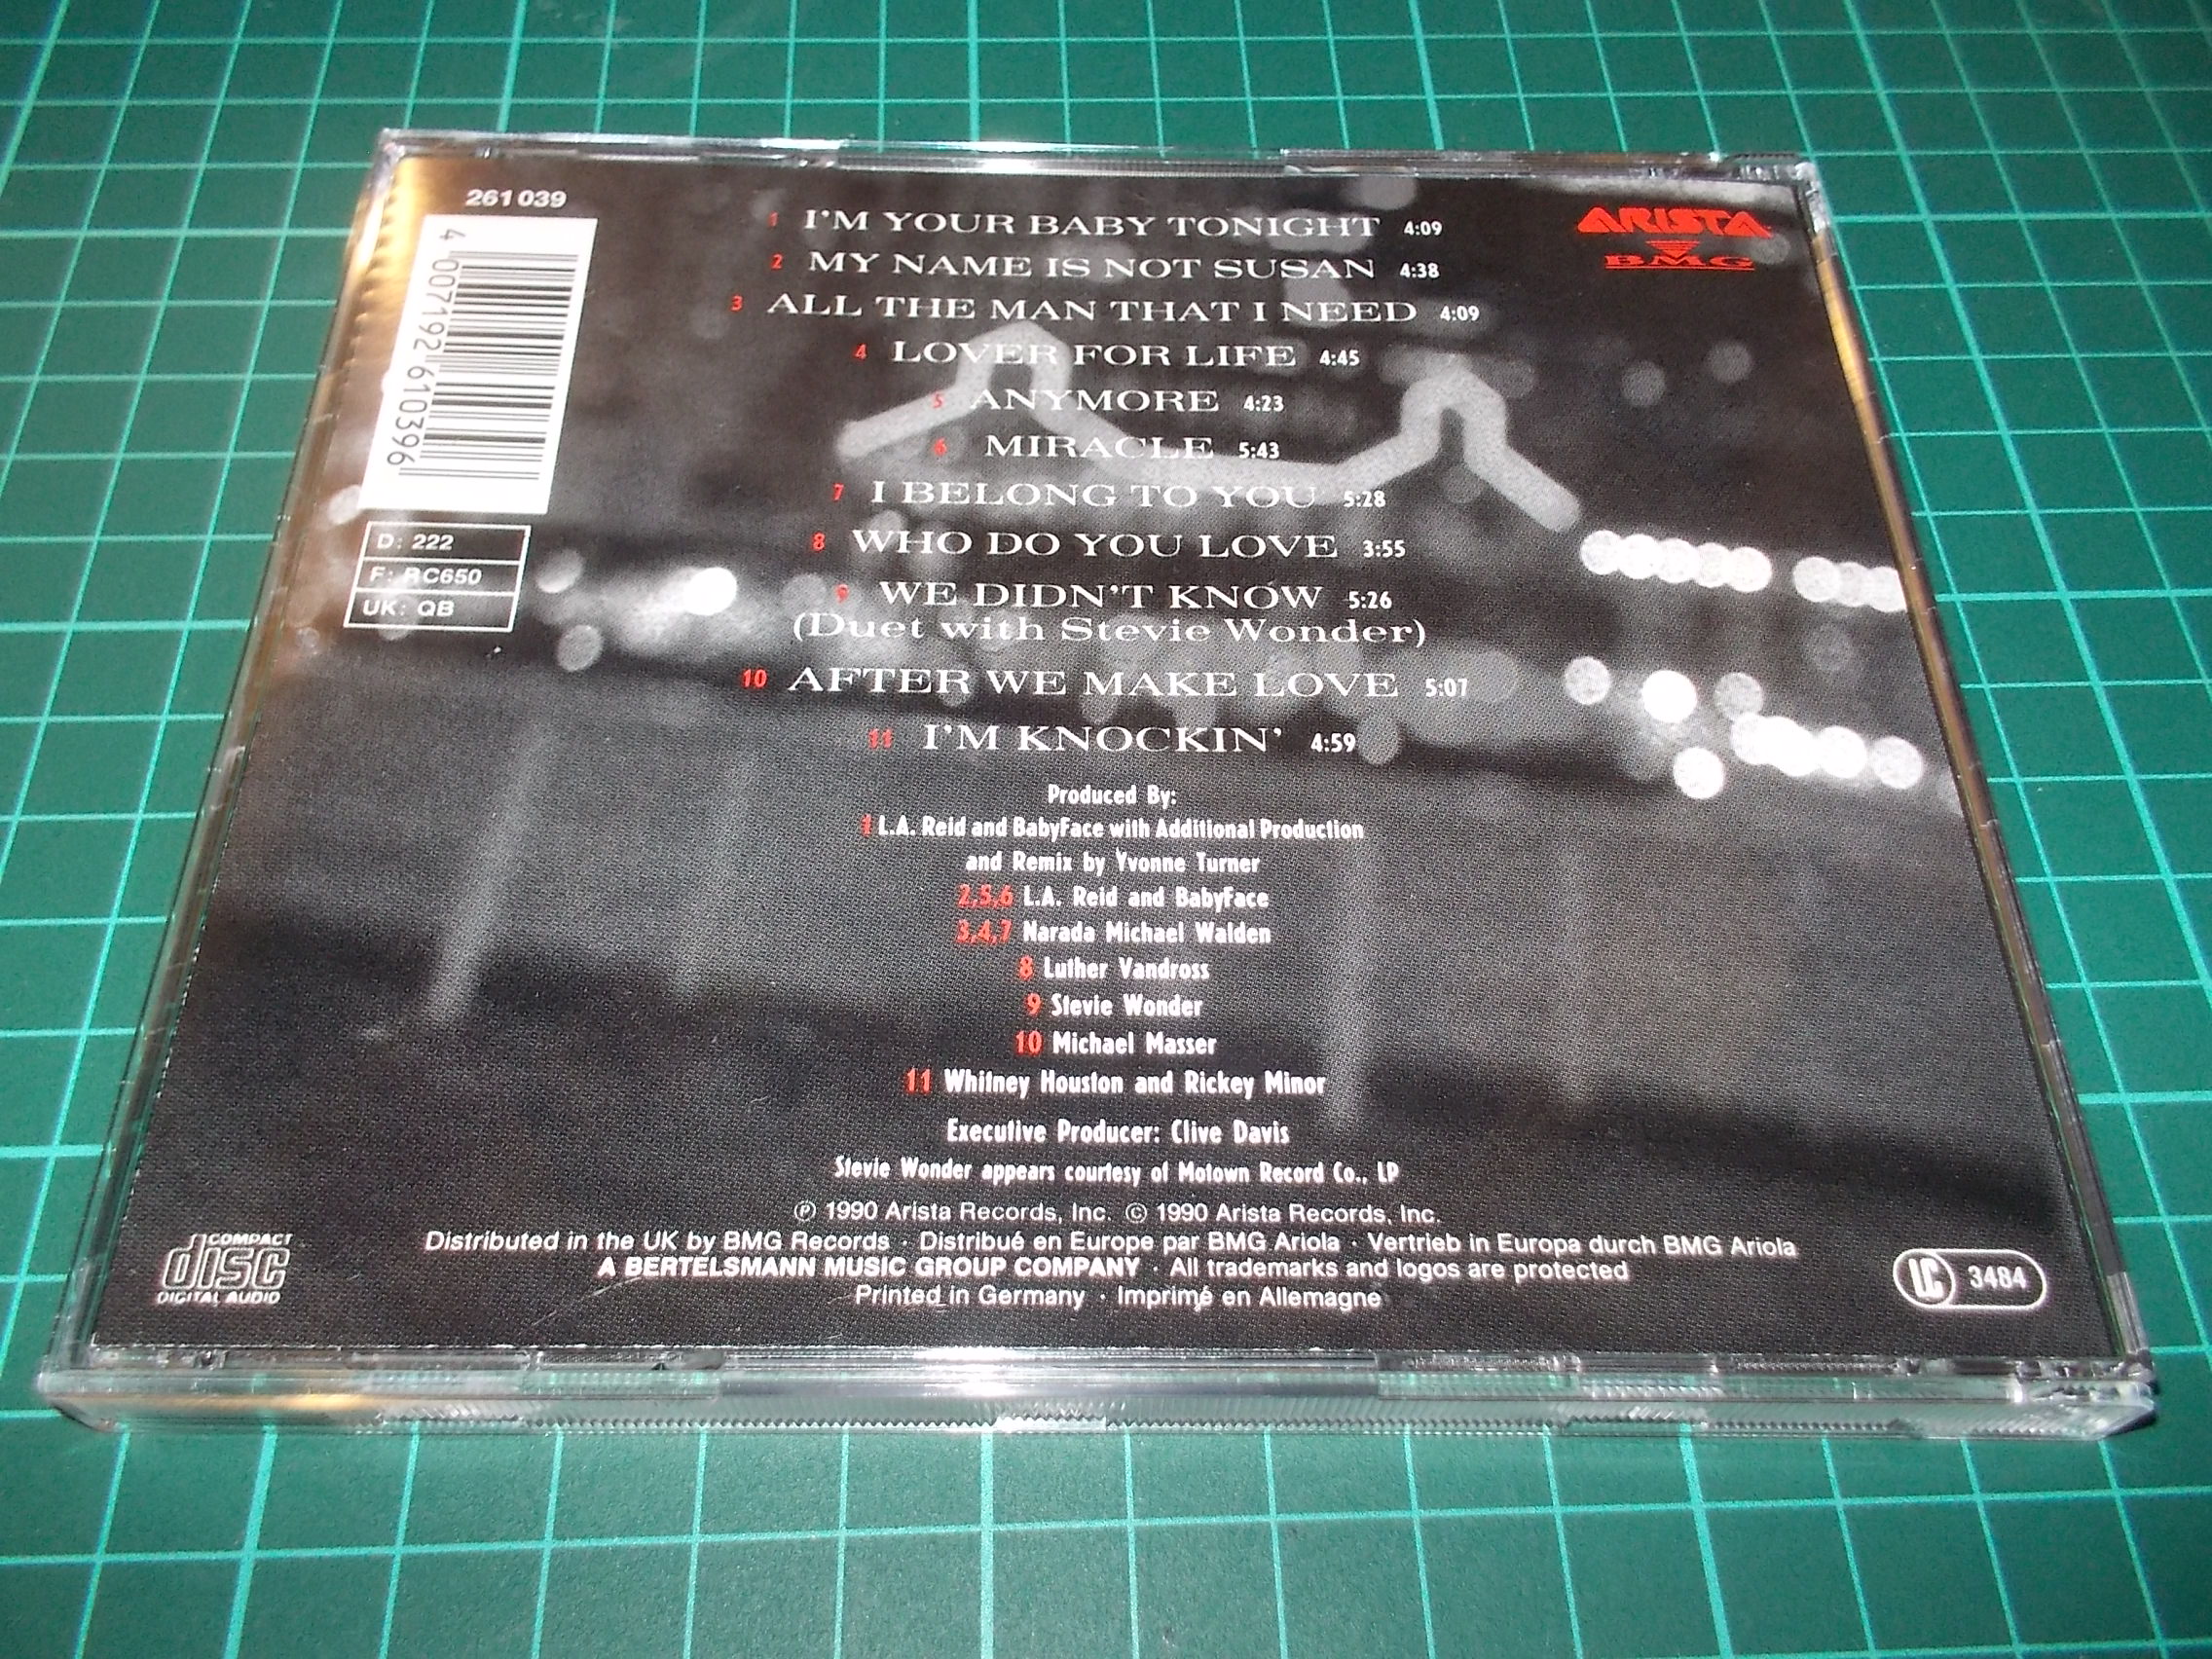 261 039
4 007192 610396
D: 222
F: RC650
UK: QB
1 I'M YOUR BABY TONIGHT 4:09
2 MY NAME IS NOT SUSAN 4:38
3 ALL THE MAN THAT I NEED 4:09
4 LOVER FOR LIFE 4:45
5 ANYMORE 4:23
6 MIRACLE 5:43
7 I BELONG TO YOU 5:28
8 WHO DO YOU LOVE 3:55
9 WE DIDN'T KNOW 5:26
(Duet with Stevie Wonder)
10 AFTER WE MAKE LOVE 5:07
11 I'M KNOCKIN' 4:59
ARISTA
BMG
Produced By:
1 L.A. Reid and BabyFace with Additional Production
and Remix by Yvonne Turner
2,5,6 L.A. Reid and BabyFace
3,4,7 Narada Michael Walden
8 Luther Vandross
9 Stevie Wonder
10 Michael Masser
11 Whitney Houston and Rickey Minor
Executive Producer: Clive Davis
Stevie Wonder appears courtesy of Motown Record Co., LP
℗ 1990 Arista Records, Inc. © 1990 Arista Records, Inc.
Distributed in the UK by BMG Records · Distribué en Europe par BMG Ariola · Vertrieb in Europa durch BMG Ariola
A BERTELSMANN MUSIC GROUP COMPANY · All trademarks and logos are protected
Printed in Germany · Imprimé en Allemagne
COMPACT
disc
DIGITAL AUDIO
LC 3484